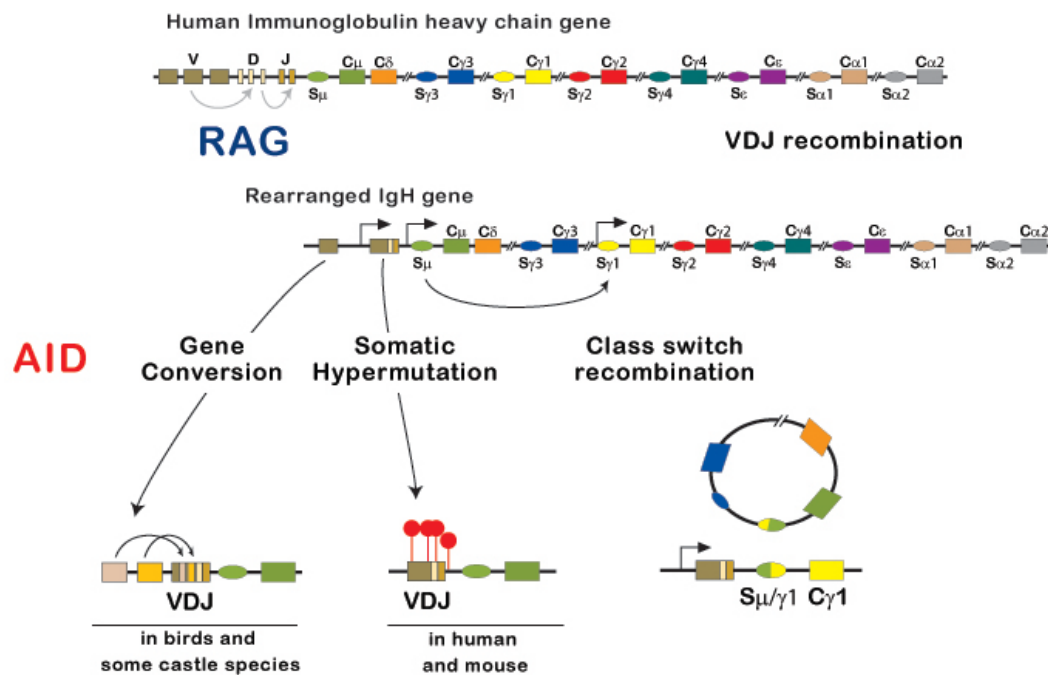 Human Immunoglobulin heavy chain gene
V D J Cμ Cδ Cγ3 Cγ1 Cγ2 Cγ4 Cε Cα1 Cα2
Sμ Sγ3 Sγ1 Sγ2 Sγ4 Sε Sα1 Sα2
RAG VDJ recombination
Rearranged IgH gene
Cμ Cδ Cγ3 Cγ1 Cγ2 Cγ4 Cε Cα1 Cα2
Sμ Sγ3 Sγ1 Sγ2 Sγ4 Sε Sα1 Sα2
AID
Gene
Conversion
Somatic
Hypermutation
Class switch
recombination
VDJ
in birds and
some castle species
VDJ
in human
and mouse
Sμ/γ1 Cγ1